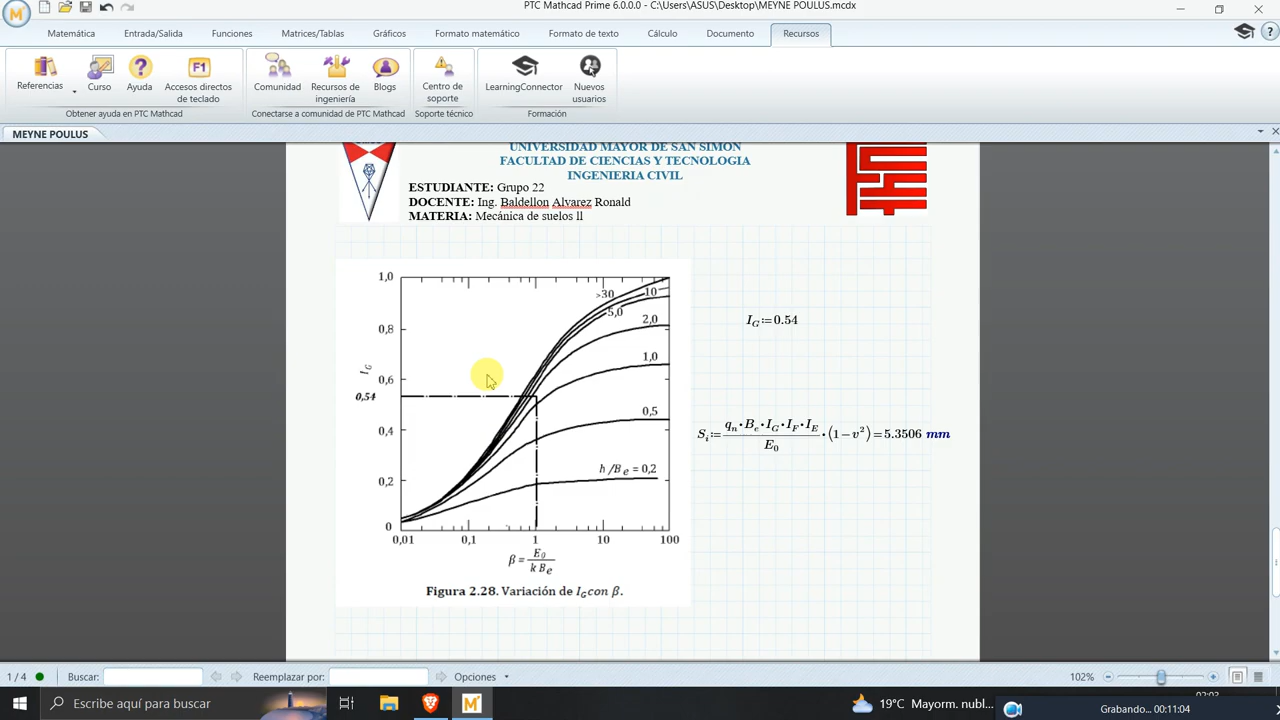 PTC Mathcad Prime 6.0.0.0 - C:\Users\ASUS\Desktop\MEYNE POULUS.mcdx
Matemática Entrada/Salida Funciones Matrices/Tablas Gráficos Formato matemático Formato de texto Cálculo Documento Recursos
Referencias Curso Ayuda Accesos directos de teclado Comunidad Recursos de ingeniería Blogs Centro de soporte LearningConnector Nuevos usuarios
Obtener ayuda en PTC Mathcad Conectarse a comunidad de PTC Mathcad Soporte técnico Formación
MEYNE POULUS
UNIVERSIDAD MAYOR DE SAN SIMON
FACULTAD DE CIENCIAS Y TECNOLOGIA
INGENIERIA CIVIL
ESTUDIANTE: Grupo 22
DOCENTE: Ing. Baldellon Alvarez Ronald
MATERIA: Mecánica de suelos ll
1,0
>30 10
5,0
2,0
0,8
1,0
I_G 0,6
0,54
0,5
0,4
h/B_e = 0,2
0,2
0
0,01 0,1 1 10 100
β = E_0 / k B_e
Figura 2.28. Variación de I_G con β.
I_G:=0.54
S_i:= q_n·B_e·I_G·I_F·I_E / E_0 ·(1−v²)=5.3506 mm
1 / 4 Buscar: Reemplazar por: Opciones 102%
Escribe aquí para buscar 19°C Mayorm. nubl... 02:03
Grabando... 00:11:04